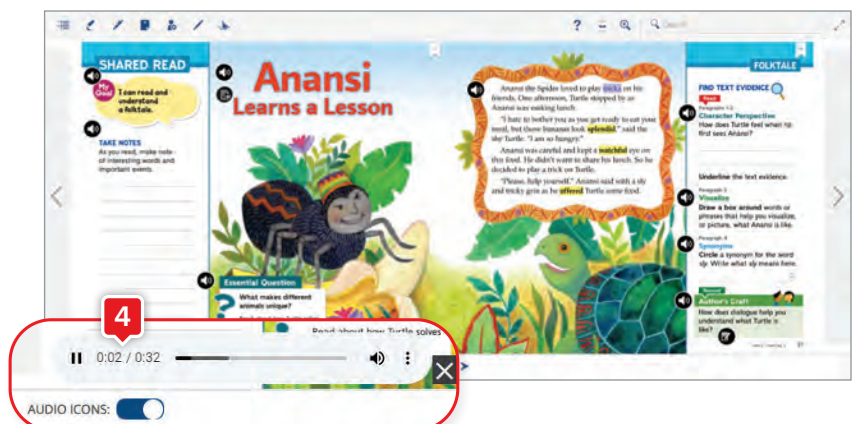 Search
SHARED READ
My Goal
I can read and
understand
a folktale.
TAKE NOTES
As you read, make note
of interesting words and
important events.
Anansi
Learns a Lesson
Essential Question
What makes different
animals unique?
Read about how Turtle solves
Anansi the Spider loved to play tricks on his
friends. One afternoon, Turtle stopped by as
Anansi was making lunch.
"I hate to bother you as you get ready to eat your
meal, but those bananas look splendid," said the
shy Turtle. "I am so hungry."
Anansi was careful and kept a watchful eye on
this food. He didn't want to share his lunch. So he
decided to play a trick on Turtle.
"Please, help yourself." Anansi said with a sly
and tricky grin as he offered Turtle some food.
FOLKTALE
FIND TEXT EVIDENCE
Read
Paragraphs 1-2
Character Perspective
How does Turtle feel when he
first sees Anansi?
Underline the text evidence.
Paragraph 3
Visualize
Draw a box around words or
phrases that help you visualize,
or picture, what Anansi is like.
Paragraph 4
Synonyms
Circle a synonym for the word
sly. Write what sly means here.
Reread
Author's Craft
How does dialogue help you
understand what Turtle is
like?
4
0:02 / 0:32
AUDIO ICONS: